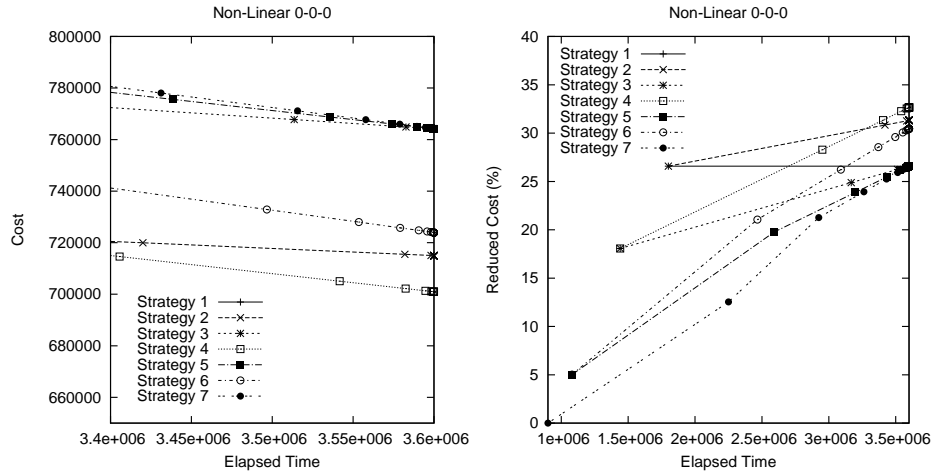 Non-Linear 0-0-0
800000
780000
760000
740000
720000
700000
680000
660000
Cost
Strategy 1
Strategy 2
Strategy 3
Strategy 4
Strategy 5
Strategy 6
Strategy 7
3.4e+006 3.45e+006 3.5e+006 3.55e+006 3.6e+006
Elapsed Time
Non-Linear 0-0-0
40
35
30
25
20
15
10
5
0
Reduced Cost (%)
Strategy 1
Strategy 2
Strategy 3
Strategy 4
Strategy 5
Strategy 6
Strategy 7
1e+006 1.5e+006 2e+006 2.5e+006 3e+006 3.5e+006
Elapsed Time